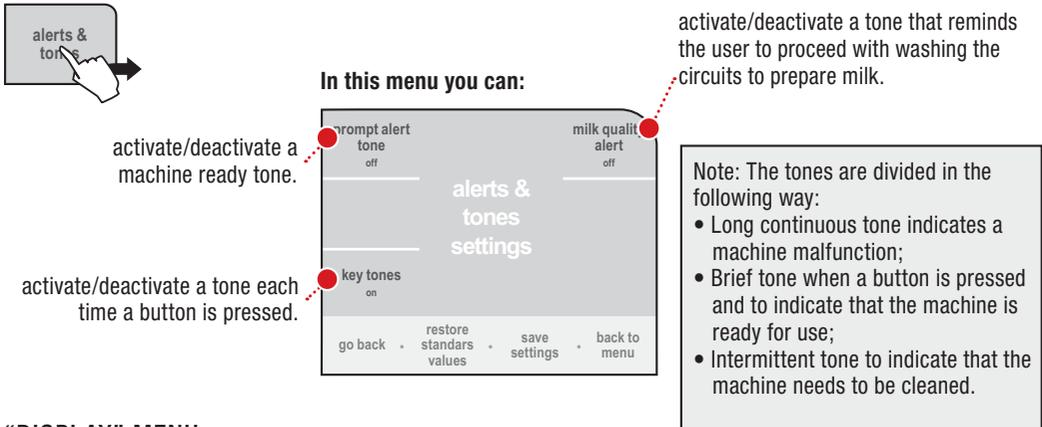 alerts &
tones
activate/deactivate a tone that reminds
the user to proceed with washing the
circuits to prepare milk.
In this menu you can:
activate/deactivate a
machine ready tone.
prompt alert
tone
off
milk quality
alert
off
alerts &
tones
settings
activate/deactivate a tone each
time a button is pressed.
key tones
on
go back
restore
standars
values
save
settings
back to
menu
Note: The tones are divided in the
following way:
• Long continuous tone indicates a
machine malfunction;
• Brief tone when a button is pressed
and to indicate that the machine is
ready for use;
• Intermittent tone to indicate that the
machine needs to be cleaned.
“DISPLAY” MENU